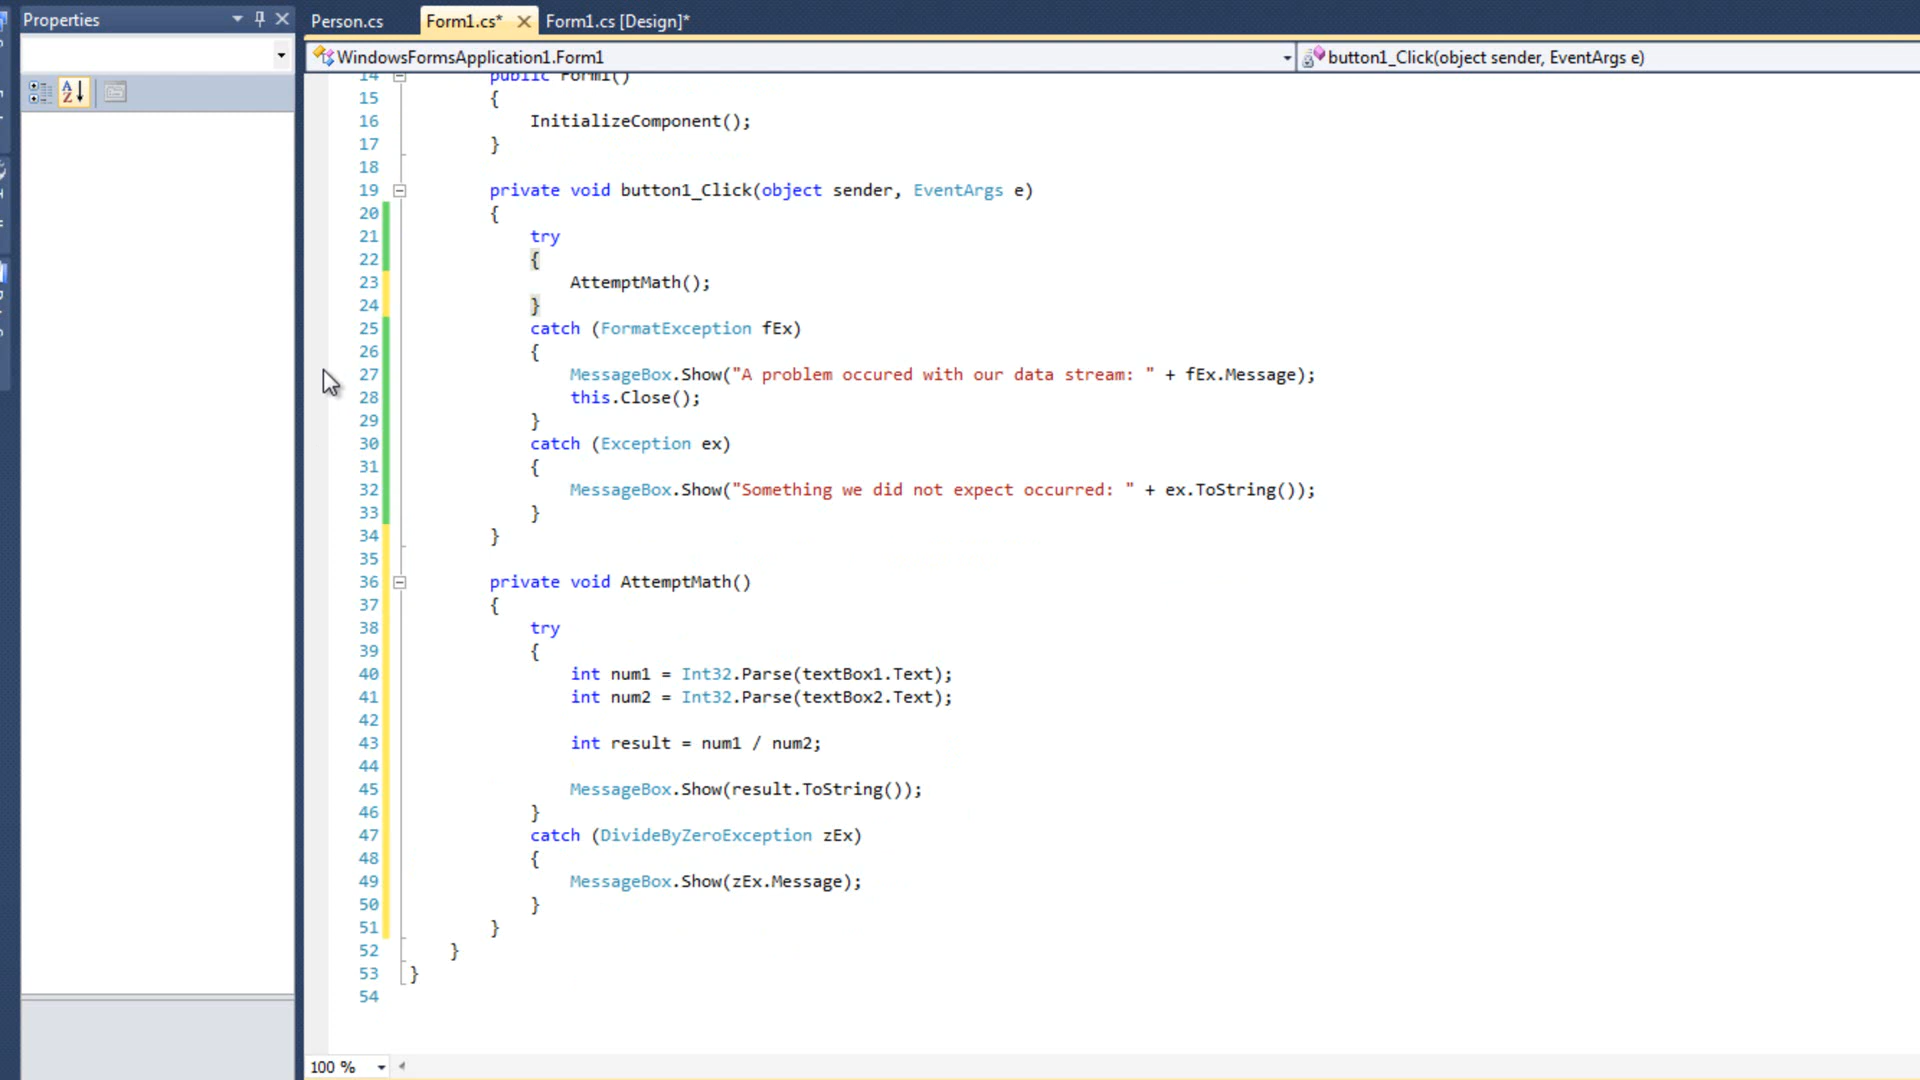 Properties
Person.cs
Form1.cs*
Form1.cs [Design]*
WindowsFormsApplication1.Form1
button1_Click(object sender, EventArgs e)
14 public Form1()
15 {
16 InitializeComponent();
17 }
18
19 private void button1_Click(object sender, EventArgs e)
20 {
21 try
22 {
23 AttemptMath();
24 }
25 catch (FormatException fEx)
26 {
27 MessageBox.Show("A problem occured with our data stream: " + fEx.Message);
28 this.Close();
29 }
30 catch (Exception ex)
31 {
32 MessageBox.Show("Something we did not expect occurred: " + ex.ToString());
33 }
34 }
35
36 private void AttemptMath()
37 {
38 try
39 {
40 int num1 = Int32.Parse(textBox1.Text);
41 int num2 = Int32.Parse(textBox2.Text);
42
43 int result = num1 / num2;
44
45 MessageBox.Show(result.ToString());
46 }
47 catch (DivideByZeroException zEx)
48 {
49 MessageBox.Show(zEx.Message);
50 }
51 }
52 }
53 }
54
100 %